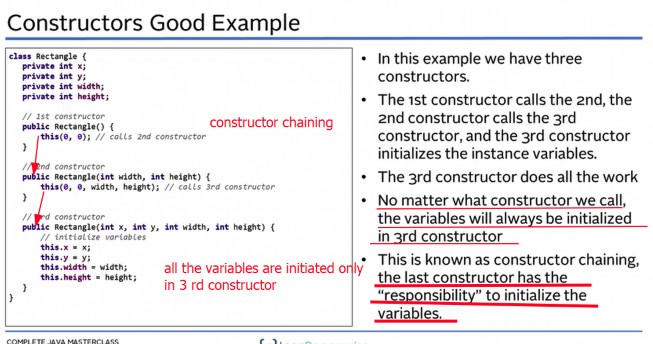 Constructors Good Example
class Rectangle {
private int x;
private int y;
private int width;
private int height;
// 1st constructor
public Rectangle() {
this(0, 0); // calls 2nd constructor
}
constructor chaining
// 2nd constructor
public Rectangle(int width, int height) {
this(0, 0, width, height); // calls 3rd constructor
}
// 3rd constructor
public Rectangle(int x, int y, int width, int height) {
// initialize variables
this.x = x;
this.y = y;
this.width = width;
this.height = height;
}
}
all the variables are initiated only
in 3 rd constructor
• In this example we have three
constructors.
• The 1st constructor calls the 2nd, the
2nd constructor calls the 3rd
constructor, and the 3rd constructor
initializes the instance variables.
• The 3rd constructor does all the work
• No matter what constructor we call,
the variables will always be initialized
in 3rd constructor
• This is known as constructor chaining,
the last constructor has the
"responsibility" to initialize the
variables.
COMPLETE JAVA MASTERCLASS